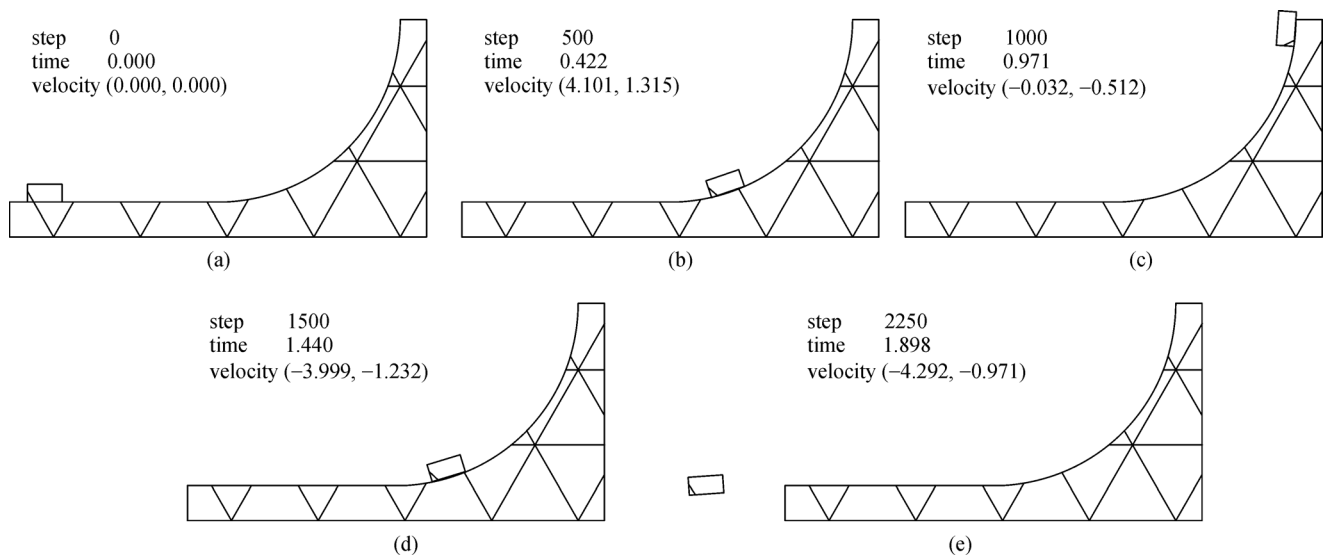 step 0
time 0.000
velocity (0.000, 0.000)
(a)
step 500
time 0.422
velocity (4.101, 1.315)
(b)
step 1000
time 0.971
velocity (−0.032, −0.512)
(c)
step 1500
time 1.440
velocity (−3.999, −1.232)
(d)
step 2250
time 1.898
velocity (−4.292, −0.971)
(e)